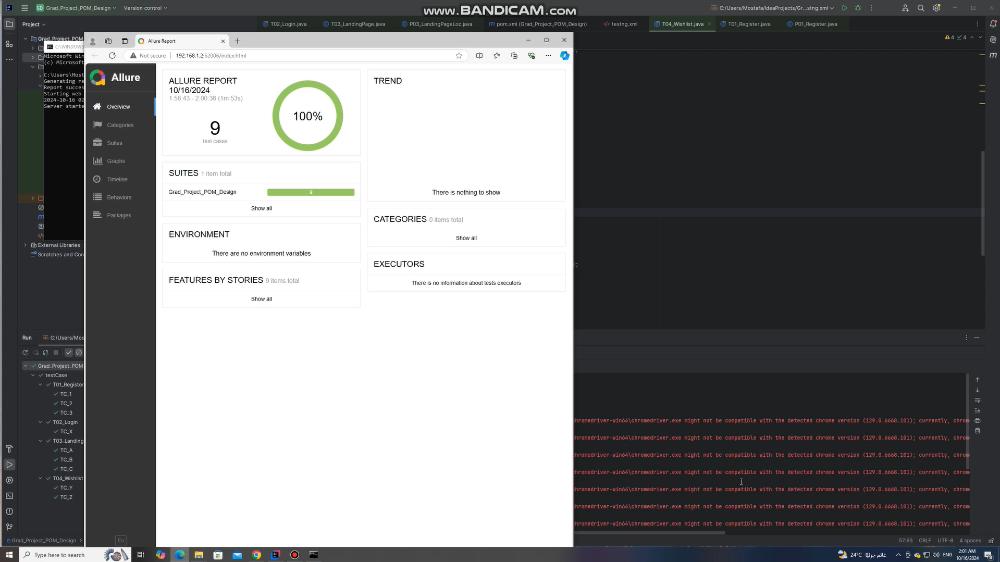 Grad_Project_POM_Design
Version control
www.BANDICAM.com
C:/Users/Mostafa/IdeaProjects/Gr...stng.xml
Project
T02_Login.java
T03_LandingPage.java
P03_LandingPageLoc.java
pom.xml (Grad_Project_POM_Design)
testng.xml
T04_Wishlist.java
T01_Register.java
P01_Register.java
4
4
Grad_Project_POM
C:\WINDOWS
Microsoft Win
(c) Microsoft
C:\Users\Most
Generating re
Report succes
Starting web
2024-10-16 02
Server starte
External Libraries
Scratches and Con
Allure Report
Not secure
192.168.1.2:52006/index.html
Allure
Overview
Categories
Suites
Graphs
Timeline
Behaviors
Packages
En
ALLURE REPORT
10/16/2024
1:58:43 - 2:00:36 (1m 53s)
9
test cases
100%
SUITES 1 item total
Grad_Project_POM_Design
9
Show all
ENVIRONMENT
There are no environment variables
FEATURES BY STORIES 9 items total
Show all
TREND
There is nothing to show
CATEGORIES 0 items total
Show all
EXECUTORS
There is no information about tests executors
);
Run
C:/Users/Mos
Grad_Project_POM
testCase
T01_Register
TC_1
TC_2
TC_3
T02_Login
TC_X
T03_Landing
TC_A
TC_B
TC_C
T04_Wishlist
TC_Y
TC_Z
chromedriver-win64\chromedriver.exe might not be compatible with the detected chrome version (129.0.6668.101); currently, chrom
chromedriver-win64\chromedriver.exe might not be compatible with the detected chrome version (129.0.6668.101); currently, chrom
chromedriver-win64\chromedriver.exe might not be compatible with the detected chrome version (129.0.6668.101); currently, chrom
chromedriver-win64\chromedriver.exe might not be compatible with the detected chrome version (129.0.6668.101); currently, chrom
chromedriver-win64\chromedriver.exe might not be compatible with the detected chrome version (129.0.6668.101); currently, chrom
chromedriver-win64\chromedriver.exe might not be compatible with the detected chrome version (129.0.6668.101); currently, chrom
chromedriver-win64\chromedriver.exe might not be compatible with the detected chrome version (129.0.6668.101); currently, chrom
Grad_Project_POM_Design
57:63
CRLF
UTF-8
4 spaces
Type here to search
24°C
غائم جزئيًا
ENG
2:01 AM
10/16/2024
8